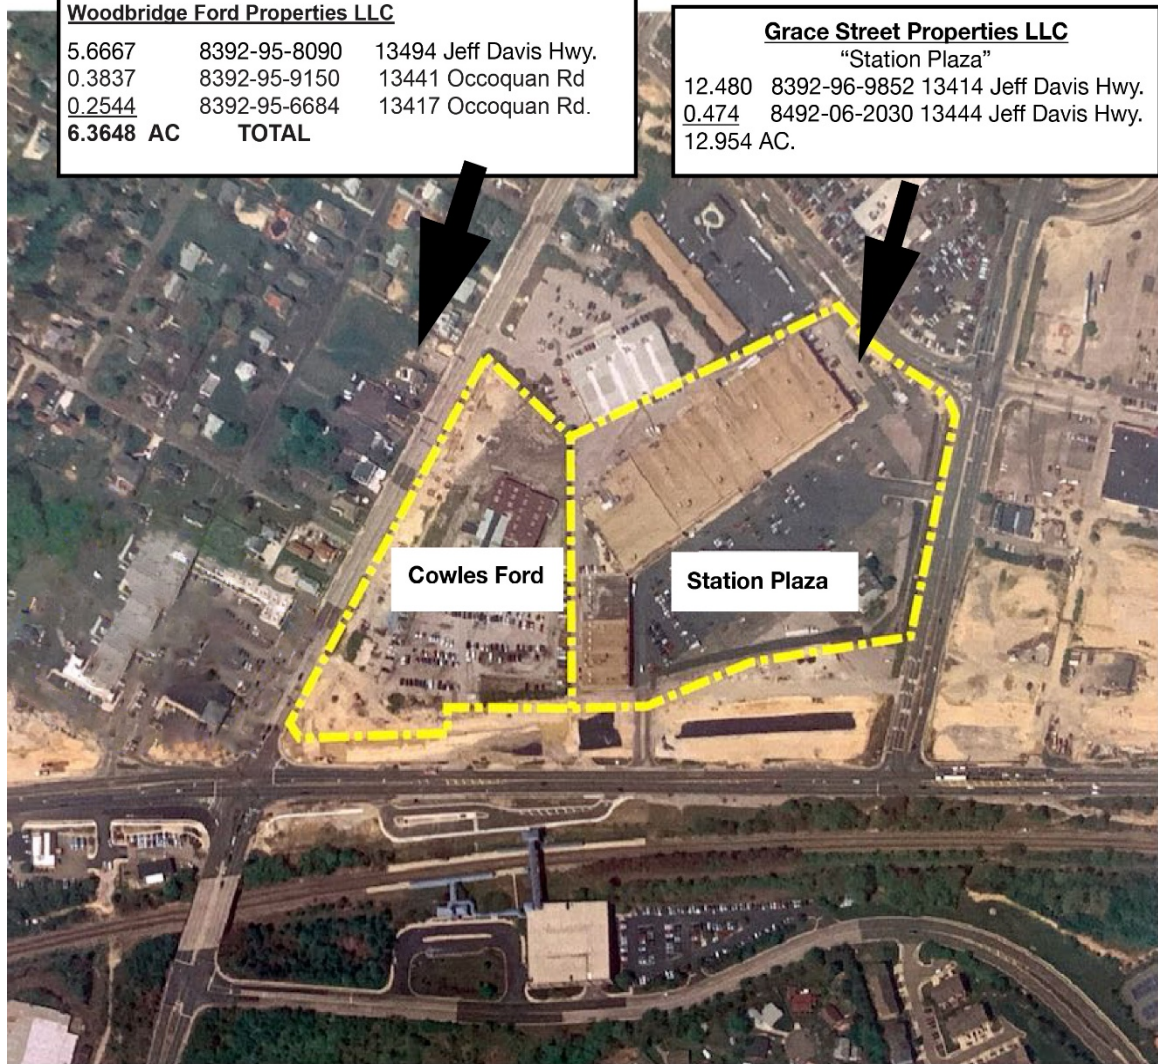 Woodbridge Ford Properties LLC
5.6667 8392-95-8090 13494 Jeff Davis Hwy.
0.3837 8392-95-9150 13441 Occoquan Rd
0.2544 8392-95-6684 13417 Occoquan Rd.
6.3648 AC TOTAL
Grace Street Properties LLC
“Station Plaza”
12.480 8392-96-9852 13414 Jeff Davis Hwy.
0.474 8492-06-2030 13444 Jeff Davis Hwy.
12.954 AC.
Cowles Ford
Station Plaza